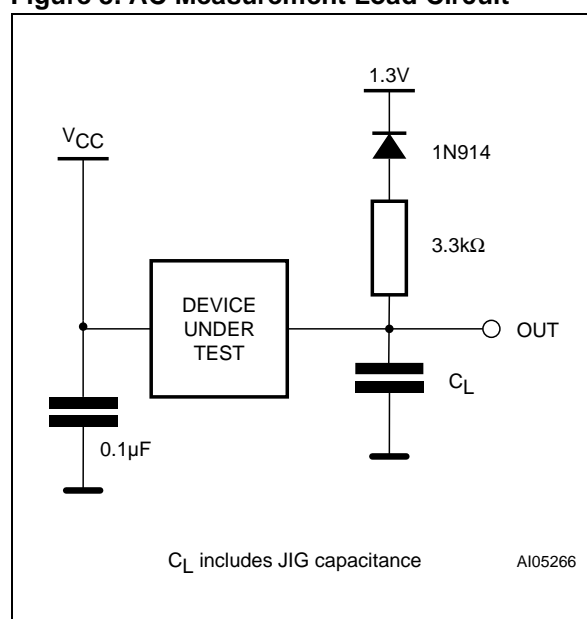 Figure AC Measurement Load Circuit
1.3V
VCC
1N914
3.3kΩ
DEVICE
UNDER
TEST
OUT
CL
0.1µF
CL includes JIG capacitance
AI05266